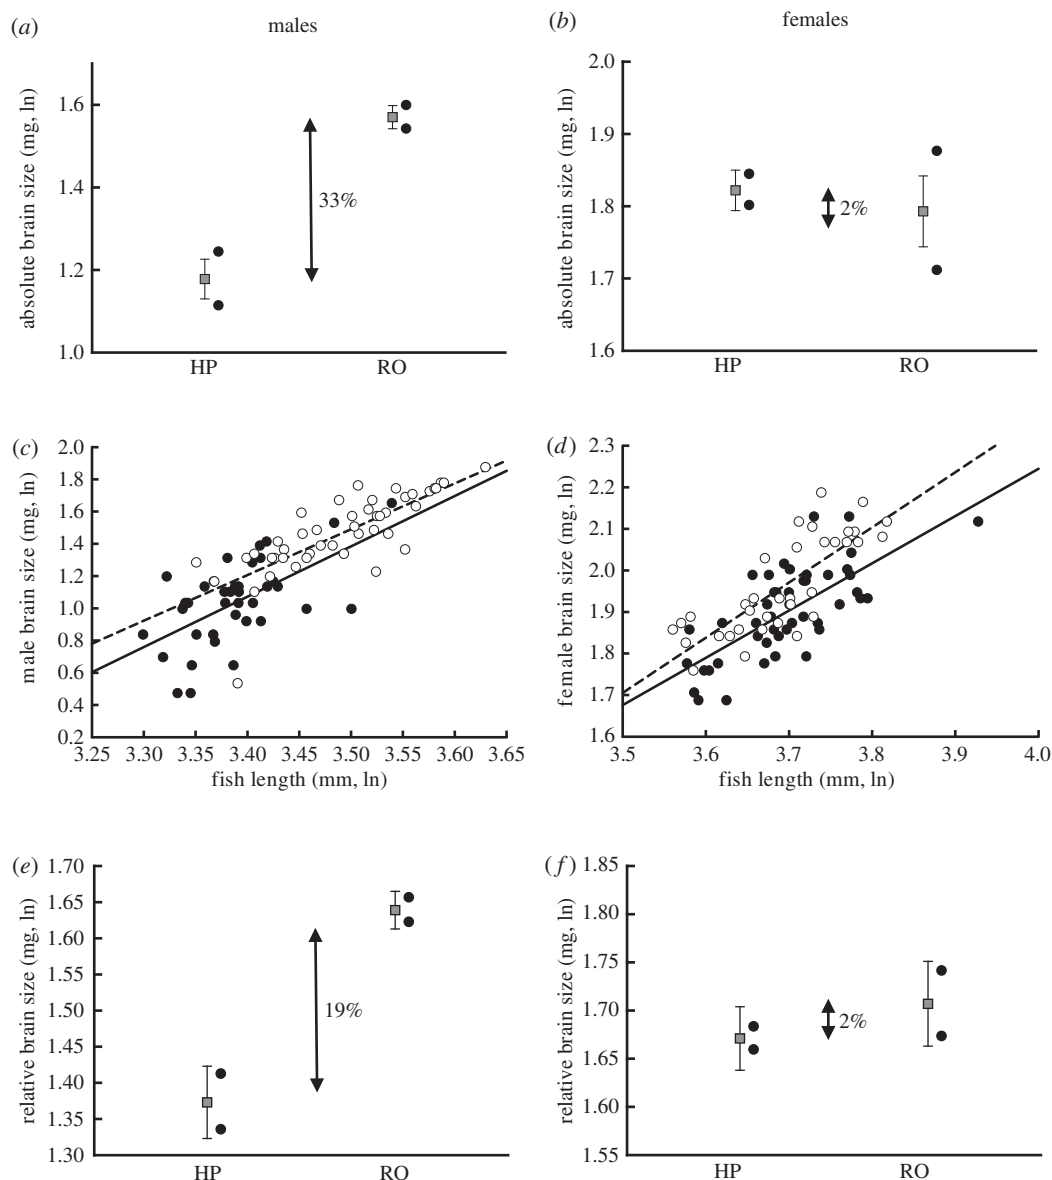 (a) males
absolute brain size (mg, ln)
1.6
1.4
1.2
1.0
33%
HP RO
(b) females
absolute brain size (mg, ln)
2.0
1.9
1.8
1.7
1.6
2%
HP RO
(c)
male brain size (mg, ln)
2.0
1.8
1.6
1.4
1.2
1.0
0.8
0.6
0.4
0.2
3.25 3.30 3.35 3.40 3.45 3.50 3.55 3.60 3.65
fish length (mm, ln)
(d)
female brain size (mg, ln)
2.3
2.2
2.1
2.0
1.9
1.8
1.7
1.6
3.5 3.6 3.7 3.8 3.9 4.0
fish length (mm, ln)
(e)
relative brain size (mg, ln)
1.70
1.65
1.60
1.55
1.50
1.45
1.40
1.35
1.30
19%
HP RO
(f)
relative brain size (mg, ln)
1.85
1.80
1.75
1.70
1.65
1.60
1.55
2%
HP RO